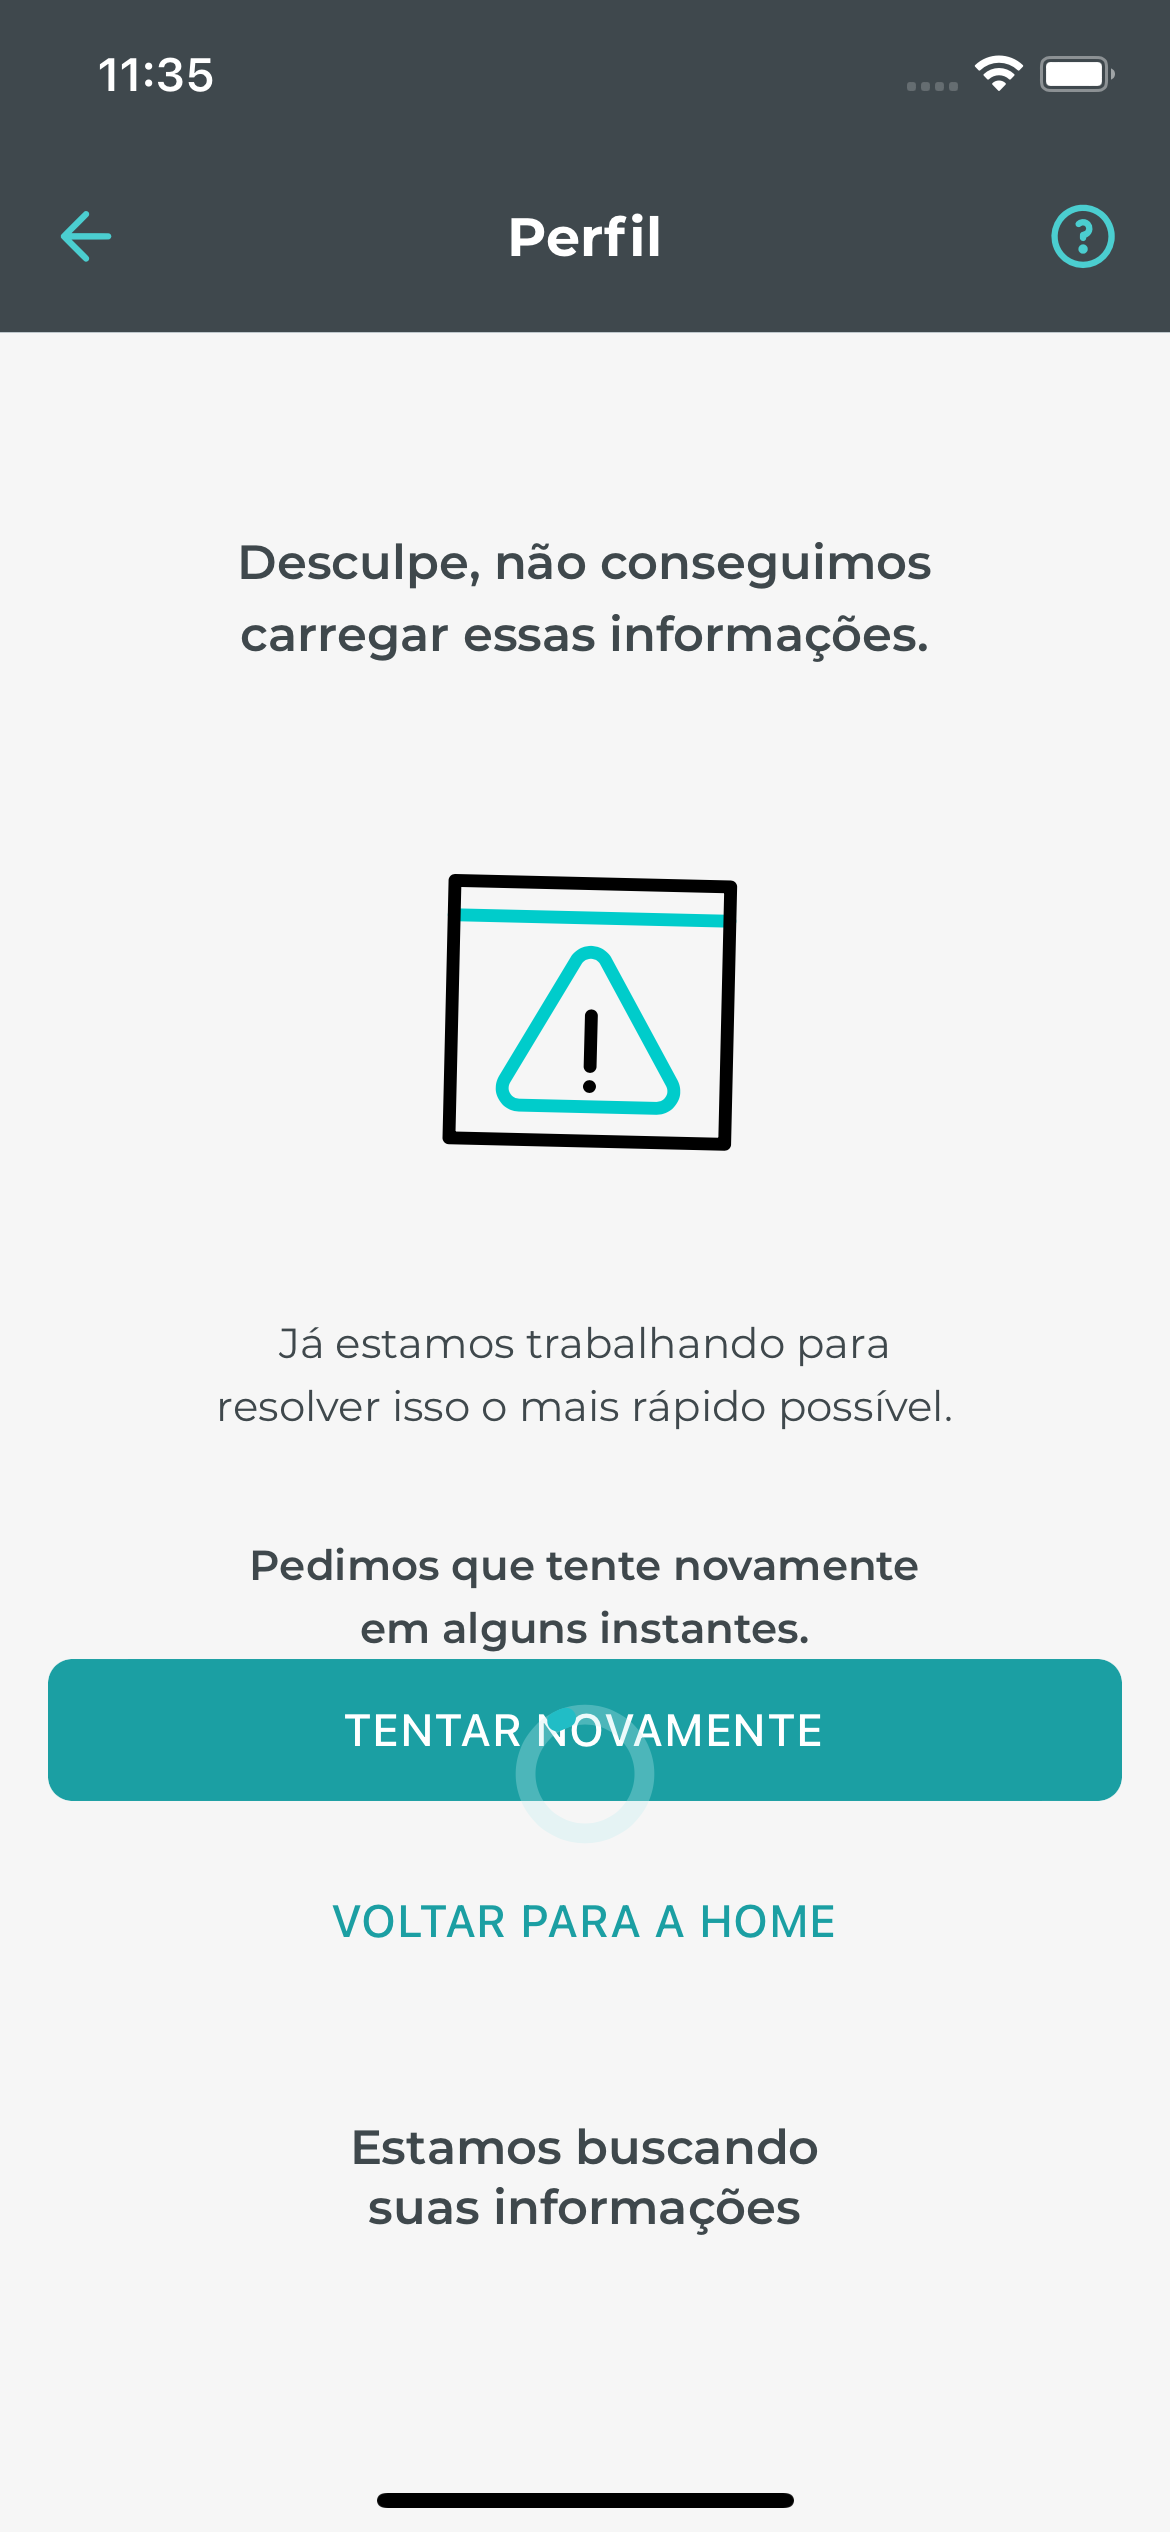 11:35
Perfil
Desculpe, não conseguimos
carregar essas informações.
Já estamos trabalhando para
resolver isso o mais rápido possível.
Pedimos que tente novamente
em alguns instantes.
TENTAR NOVAMENTE
VOLTAR PARA A HOME
Estamos buscando
suas informações